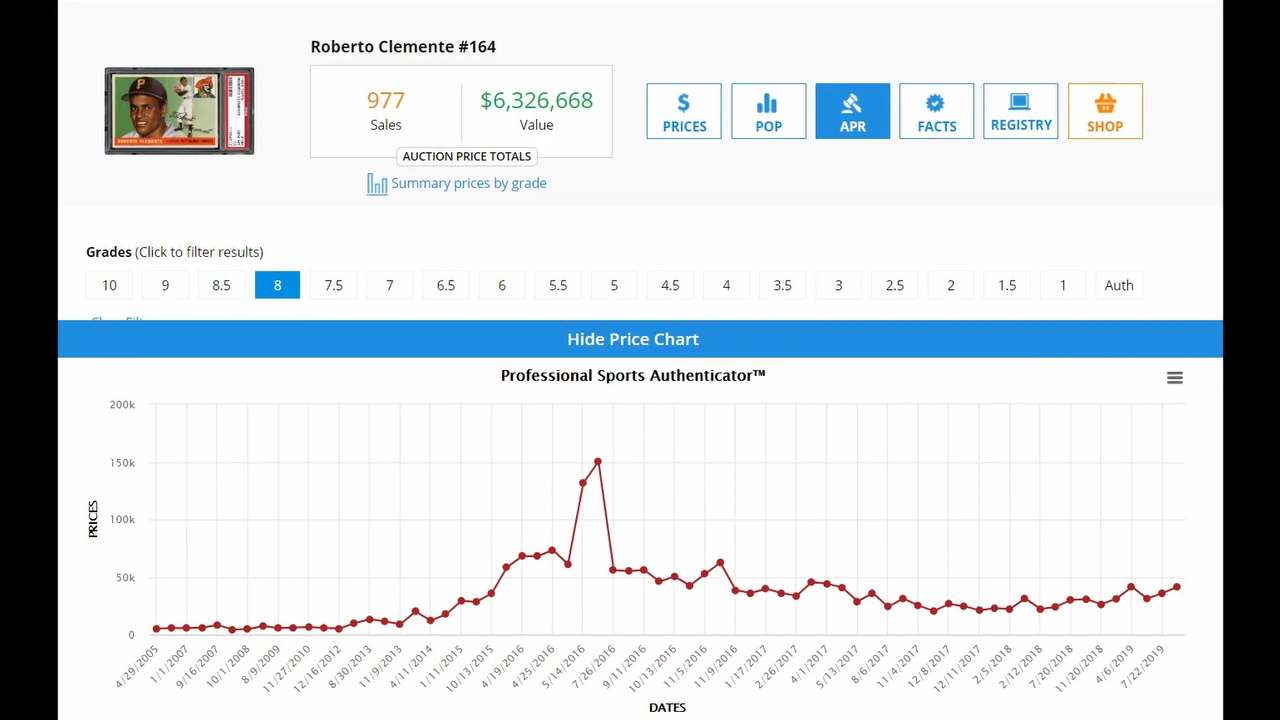 Roberto Clemente #164
977
Sales
$6,326,668
Value
AUCTION PRICE TOTALS
Summary prices by grade
PRICES
POP
APR
FACTS
REGISTRY
SHOP
P
ROBERTO CLEMENTE
Grades (Click to filter results)
10 9 8.5 8 7.5 7 6.5 6 5.5 5 4.5 4 3.5 3 2.5 2 1.5 1 Auth
Hide Price Chart
Professional Sports Authenticator™
200k
150k
100k
50k
0
PRICES
4/29/2005 1/1/2007 9/16/2007 10/1/2008 8/9/2009 11/27/2010 12/16/2012 8/30/2013 11/9/2013 4/11/2014 1/11/2015 10/13/2015 4/19/2016 4/25/2016 5/14/2016 7/26/2016 9/11/2016 10/13/2016 11/5/2016 11/9/2016 1/17/2017 2/26/2017 4/11/2017 5/13/2017 8/6/2017 11/4/2017 12/8/2017 12/11/2017 2/5/2018 2/12/2018 7/20/2018 11/20/2018 4/6/2019 7/22/2019
DATES